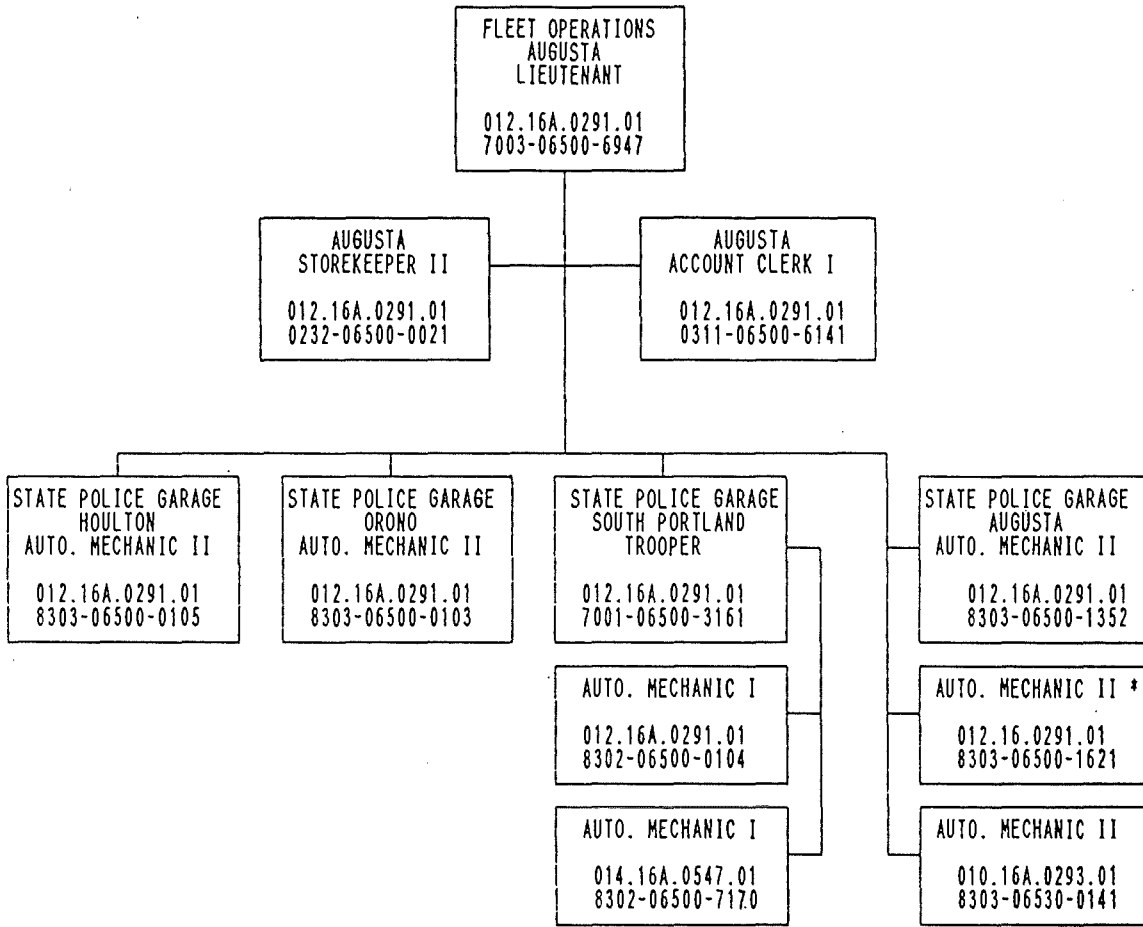 FLEET OPERATIONS
AUGUSTA
LIEUTENANT
012.16A.0291.01
7003-06500-6947
AUGUSTA
STOREKEEPER II
012.16A.0291.01
0232-06500-0021
AUGUSTA
ACCOUNT CLERK I
012.16A.0291.01
0311-06500-6141
STATE POLICE GARAGE
HOULTON
AUTO. MECHANIC II
012.16A.0291.01
8303-06500-0105
STATE POLICE GARAGE
ORONO
AUTO. MECHANIC II
012.16A.0291.01
8303-06500-0103
STATE POLICE GARAGE
SOUTH PORTLAND
TROOPER
012.16A.0291.01
7001-06500-3161
AUTO. MECHANIC I
012.16A.0291.01
8302-06500-0104
AUTO. MECHANIC I
014.16A.0547.01
8302-06500-7170
STATE POLICE GARAGE
AUGUSTA
AUTO. MECHANIC II
012.16A.0291.01
8303-06500-1352
AUTO. MECHANIC II *
012.16.0291.01
8303-06500-1621
AUTO. MECHANIC II
010.16A.0293.01
8303-06530-0141